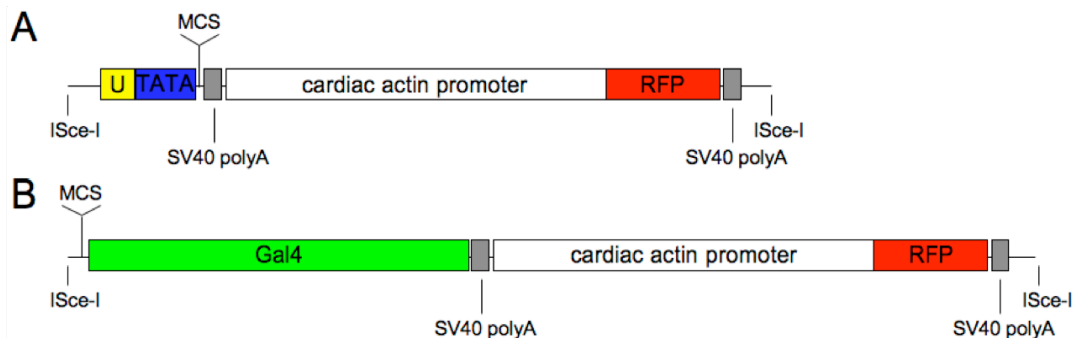 A
MCS
U TATA cardiac actin promoter RFP
ISce-I ISce-I
SV40 polyA SV40 polyA
B
MCS
Gal4 cardiac actin promoter RFP
ISce-I ISce-I
SV40 polyA SV40 polyA